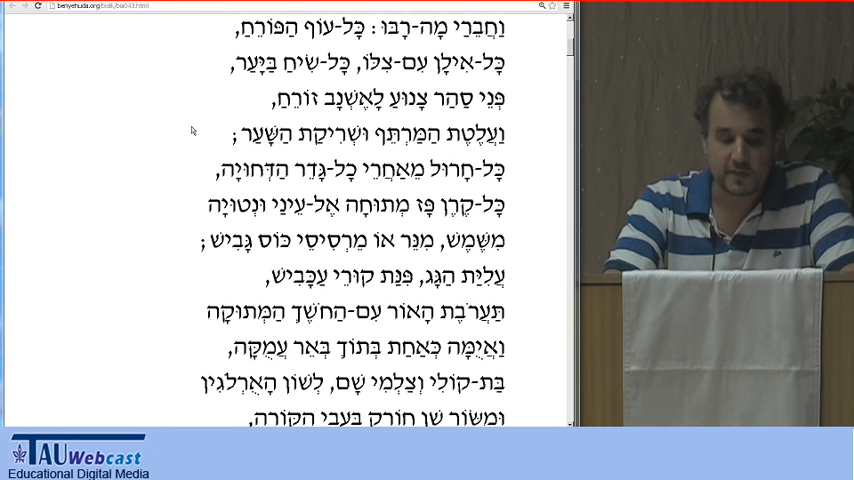 benyehuda.org/bialik/bia043.html
וַחֲבֵרַי מָה-רָבּוּ : כָּל-עוֹף הַפּוֹרֵחַ,
כָּל-אִילָן עִם-צִלּוֹ, כָּל-שִׂיחַ בַּיָּעַר,
פְּנֵי סַהַר צָנוּעַ לָאֶשְׁנָב זוֹרֵחַ,
וַעֲלֶטֶת הַמַּרְתֵּף וּשְׁרִיקַת הַשָּׁעַר ;
כָּל-חָרוּל מֵאַחֲרֵי כָל-גָּדֵר הַדְּחוּיָה,
כָּל-קֶרֶן פָּז מְתוּחָה אֶל-עֵינַי וּנְטוּיָה
מִשֶּׁמֶשׁ, מִנֵּר אוֹ מֵרְסִיסֵי כּוֹס גָּבִישׁ ;
עֲלִיַּת הַגָּג, פִּנַּת קוּרֵי עַכָּבִישׁ,
תַּעֲרֹבֶת הָאוֹר עִם-הַחֹשֶׁךְ הַמְּתוּקָה
וַאֲיֻמָּה כְּאַחַת בְּתוֹךְ בְּאֵר עֲמֻקָּה,
בַּת-קוֹלִי וְצַלְמִי שָׁם, לְשׁוֹן הָאֻרְלֹגִין
וּמַשּׂוֹר שֵׁן חוֹרֵק בַּעֲבִי הַקּוֹרָה,
TAU Webcast
Educational Digital Media